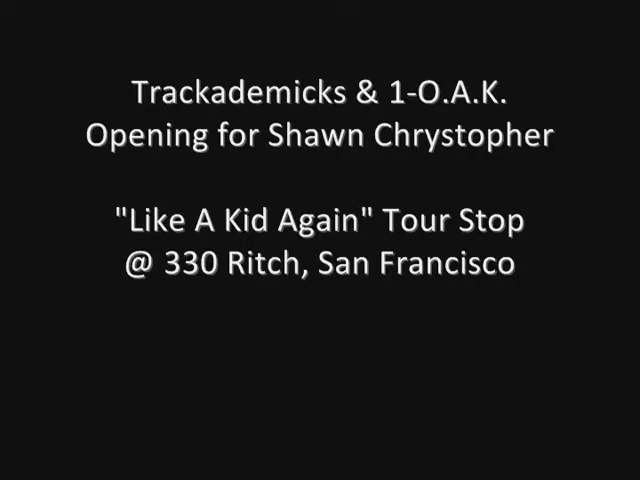 Trackademicks & 1-O.A.K.
Opening for Shawn Chrystopher
"Like A Kid Again" Tour Stop
@ 330 Ritch, San Francisco